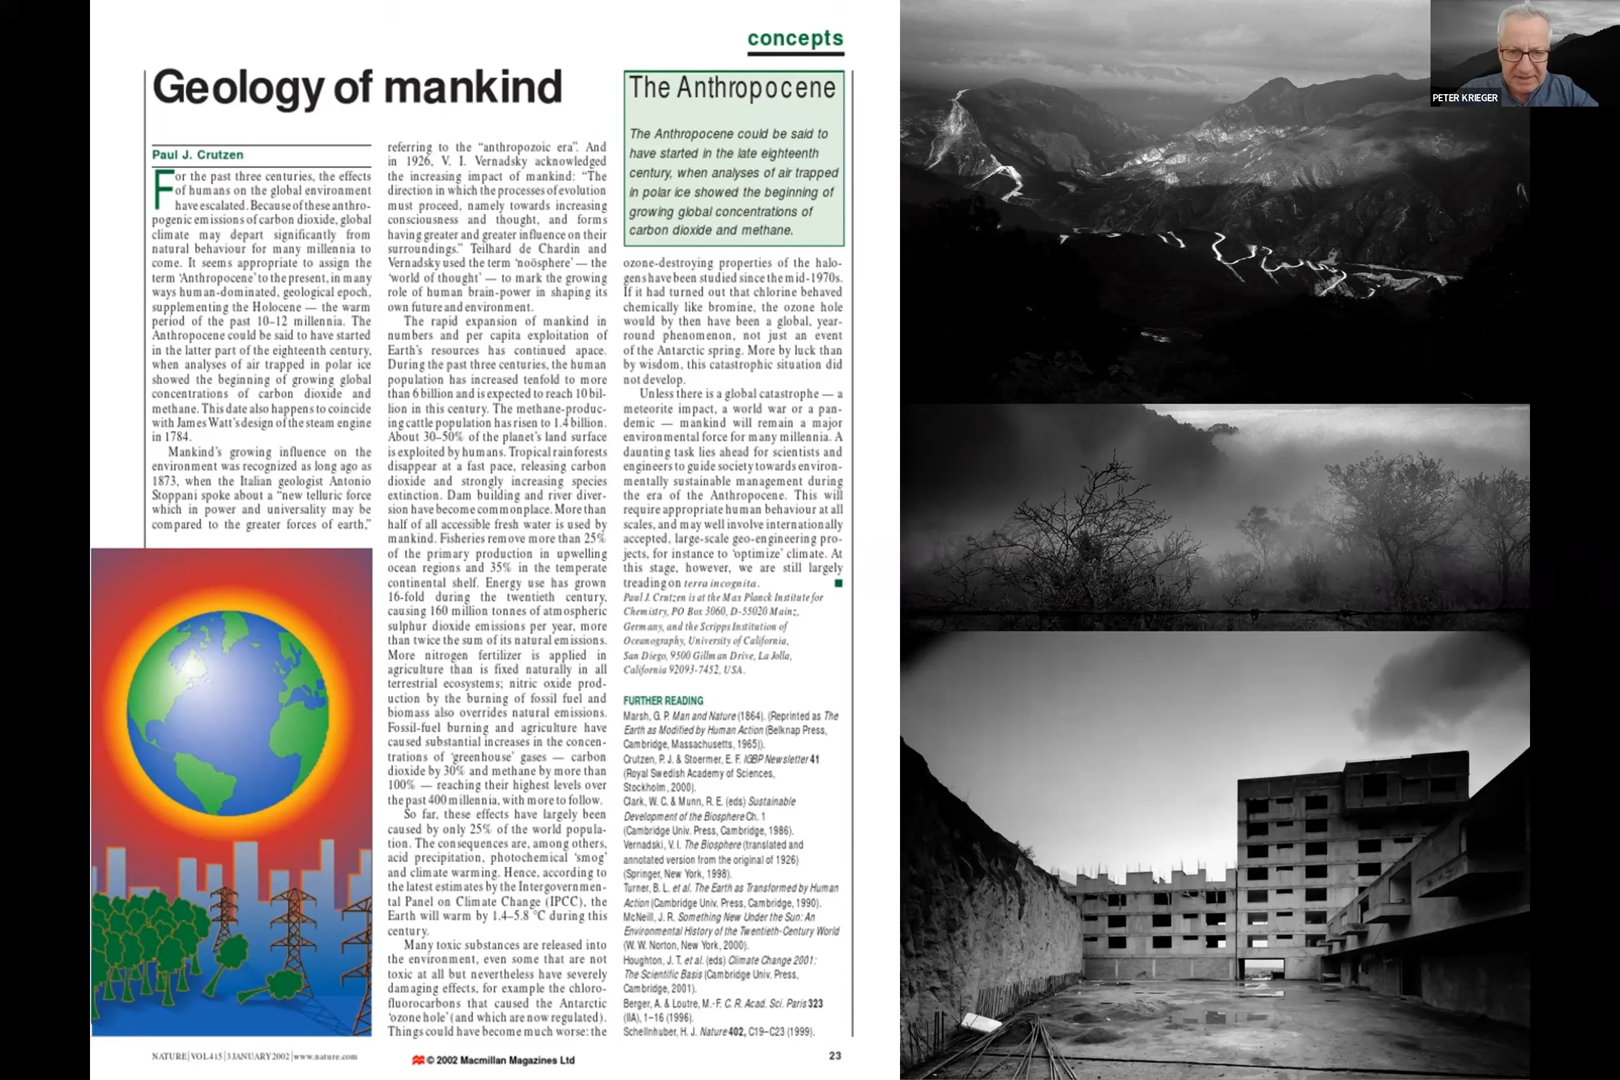 concepts
Geology of mankind
Paul J. Crutzen
For the past three centuries, the effects
of humans on the global environment
have escalated. Because of these anthro-
pogenic emissions of carbon dioxide, global
climate may depart significantly from
natural behaviour for many millennia to
come. It seems appropriate to assign the
term ‘Anthropocene’ to the present, in many
ways human-dominated, geological epoch,
supplementing the Holocene — the warm
period of the past 10–12 millennia. The
Anthropocene could be said to have started
in the latter part of the eighteenth century,
when analyses of air trapped in polar ice
showed the beginning of growing global
concentrations of carbon dioxide and
methane. This date also happens to coincide
with James Watt’s design of the steam engine
in 1784.
Mankind’s growing influence on the
environment was recognized as long ago as
1873, when the Italian geologist Antonio
Stoppani spoke about a “new telluric force
which in power and universality may be
compared to the greater forces of earth,”
referring to the “anthropozoic era”. And
in 1926, V. I. Vernadsky acknowledged
the increasing impact of mankind: “The
direction in which the processes of evolution
must proceed, namely towards increasing
consciousness and thought, and forms
having greater and greater influence on their
surroundings.” Teilhard de Chardin and
Vernadsky used the term ‘noösphere’ — the
‘world of thought’ — to mark the growing
role of human brain-power in shaping its
own future and environment.
The rapid expansion of mankind in
numbers and per capita exploitation of
Earth’s resources has continued apace.
During the past three centuries, the human
population has increased tenfold to more
than 6 billion and is expected to reach 10 bil-
lion in this century. The methane-produc-
ing cattle population has risen to 1.4 billion.
About 30–50% of the planet’s land surface
is exploited by humans. Tropical rainforests
disappear at a fast pace, releasing carbon
dioxide and strongly increasing species
extinction. Dam building and river diver-
sion have become commonplace. More than
half of all accessible fresh water is used by
mankind. Fisheries remove more than 25%
of the primary production in upwelling
ocean regions and 35% in the temperate
continental shelf. Energy use has grown
16-fold during the twentieth century,
causing 160 million tonnes of atmospheric
sulphur dioxide emissions per year, more
than twice the sum of its natural emissions.
More nitrogen fertilizer is applied in
agriculture than is fixed naturally in all
terrestrial ecosystems; nitric oxide prod-
uction by the burning of fossil fuel and
biomass also overrides natural emissions.
Fossil-fuel burning and agriculture have
caused substantial increases in the concen-
trations of ‘greenhouse’ gases — carbon
dioxide by 30% and methane by more than
100% — reaching their highest levels over
the past 400 millennia, with more to follow.
So far, these effects have largely been
caused by only 25% of the world popula-
tion. The consequences are, among others,
acid precipitation, photochemical ‘smog’
and climate warming. Hence, according to
the latest estimates by the Intergovernmen-
tal Panel on Climate Change (IPCC), the
Earth will warm by 1.4–5.8 °C during this
century.
Many toxic substances are released into
the environment, even some that are not
toxic at all but nevertheless have severely
damaging effects, for example the chloro-
fluorocarbons that caused the Antarctic
‘ozone hole’ (and which are now regulated).
Things could have become much worse: the
The Anthropocene
The Anthropocene could be said to
have started in the late eighteenth
century, when analyses of air trapped
in polar ice showed the beginning of
growing global concentrations of
carbon dioxide and methane.
ozone-destroying properties of the halo-
gens have been studied since the mid-1970s.
If it had turned out that chlorine behaved
chemically like bromine, the ozone hole
would by then have been a global, year-
round phenomenon, not just an event
of the Antarctic spring. More by luck than
by wisdom, this catastrophic situation did
not develop.
Unless there is a global catastrophe — a
meteorite impact, a world war or a pan-
demic — mankind will remain a major
environmental force for many millennia. A
daunting task lies ahead for scientists and
engineers to guide society towards environ-
mentally sustainable management during
the era of the Anthropocene. This will
require appropriate human behaviour at all
scales, and may well involve internationally
accepted, large-scale geo-engineering pro-
jects, for instance to ‘optimize’ climate. At
this stage, however, we are still largely
treading on terra incognita.
Paul J. Crutzen is at the Max Planck Institute for
Chemistry, PO Box 3060, D-55020 Mainz,
Germany, and the Scripps Institution of
Oceanography, University of California,
San Diego, 9500 Gillman Drive, La Jolla,
California 92093-7452, USA.
FURTHER READING
Marsh, G. P. Man and Nature (1864). (Reprinted as The
Earth as Modified by Human Action (Belknap Press,
Cambridge, Massachusetts, 1965)).
Crutzen, P. J. & Stoermer, E. F. IGBP Newsletter 41
(Royal Swedish Academy of Sciences,
Stockholm, 2000).
Clark, W. C. & Munn, R. E. (eds) Sustainable
Development of the Biosphere Ch. 1
(Cambridge Univ. Press, Cambridge, 1986).
Vernadski, V. I. The Biosphere (translated and
annotated version from the original of 1926)
(Springer, New York, 1998).
Turner, B. L. et al. The Earth as Transformed by Human
Action (Cambridge Univ. Press, Cambridge, 1990).
McNeill, J. R. Something New Under the Sun: An
Environmental History of the Twentieth-Century World
(W. W. Norton, New York, 2000).
Houghton, J. T. et al. (eds) Climate Change 2001:
The Scientific Basis (Cambridge Univ. Press,
Cambridge, 2001).
Berger, A. & Loutre, M.-F. C. R. Acad. Sci. Paris 323
(IIA), 1–16 (1996).
Schellnhuber, H. J. Nature 402, C19–C23 (1999).
NATURE | VOL 415 | 3 JANUARY 2002 | www.nature.com
© 2002 Macmillan Magazines Ltd
23
PETER KRIEGER